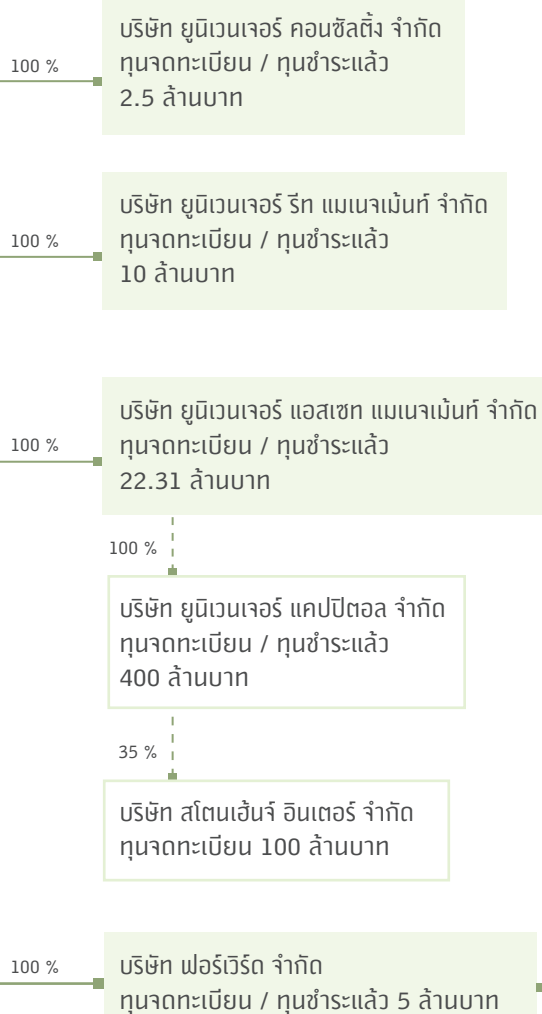 บริษัท ยูนิเวนเจอร์ คอนซัลติ้ง จำกัด
100 %
ทุนจดทะเบียน / ทุนชำระแล้ว
2.5 ล้านบาท
บริษัท ยูนิเวนเจอร์ รีท แมเนจเม้นท์ จำกัด
100 %
ทุนจดทะเบียน / ทุนชำระแล้ว
10 ล้านบาท
บริษัท ยูนิเวนเจอร์ แอสเซท แมเนจเม้นท์ จำกัด
100 %
ทุนจดทะเบียน / ทุนชำระแล้ว
22.31 ล้านบาท
100 %
บริษัท ยูนิเวนเจอร์ แคปปิตอล จำกัด
ทุนจดทะเบียน / ทุนชำระแล้ว
400 ล้านบาท
35 %
บริษัท สโตนเฮ้นจ์ อินเตอร์ จำกัด
ทุนจดทะเบียน 100 ล้านบาท
100 %
บริษัท ฟอร์เวิร์ด จำกัด
ทุนจดทะเบียน / ทุนชำระแล้ว 5 ล้านบาท